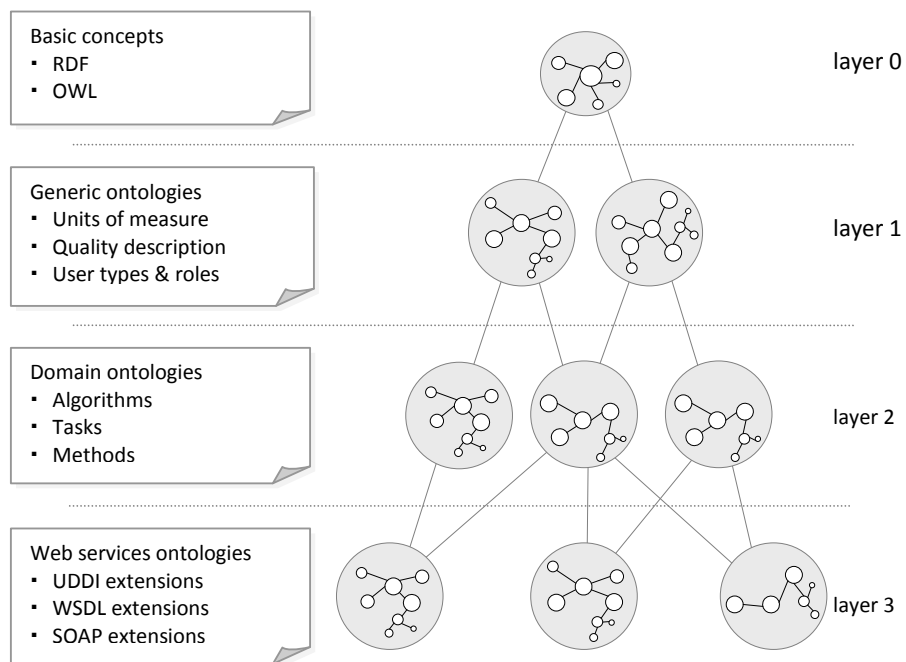 Basic concepts
▪ RDF
▪ OWL
layer 0
Generic ontologies
▪ Units of measure
▪ Quality description
▪ User types & roles
layer 1
Domain ontologies
▪ Algorithms
▪ Tasks
▪ Methods
layer 2
Web services ontologies
▪ UDDI extensions
▪ WSDL extensions
▪ SOAP extensions
layer 3